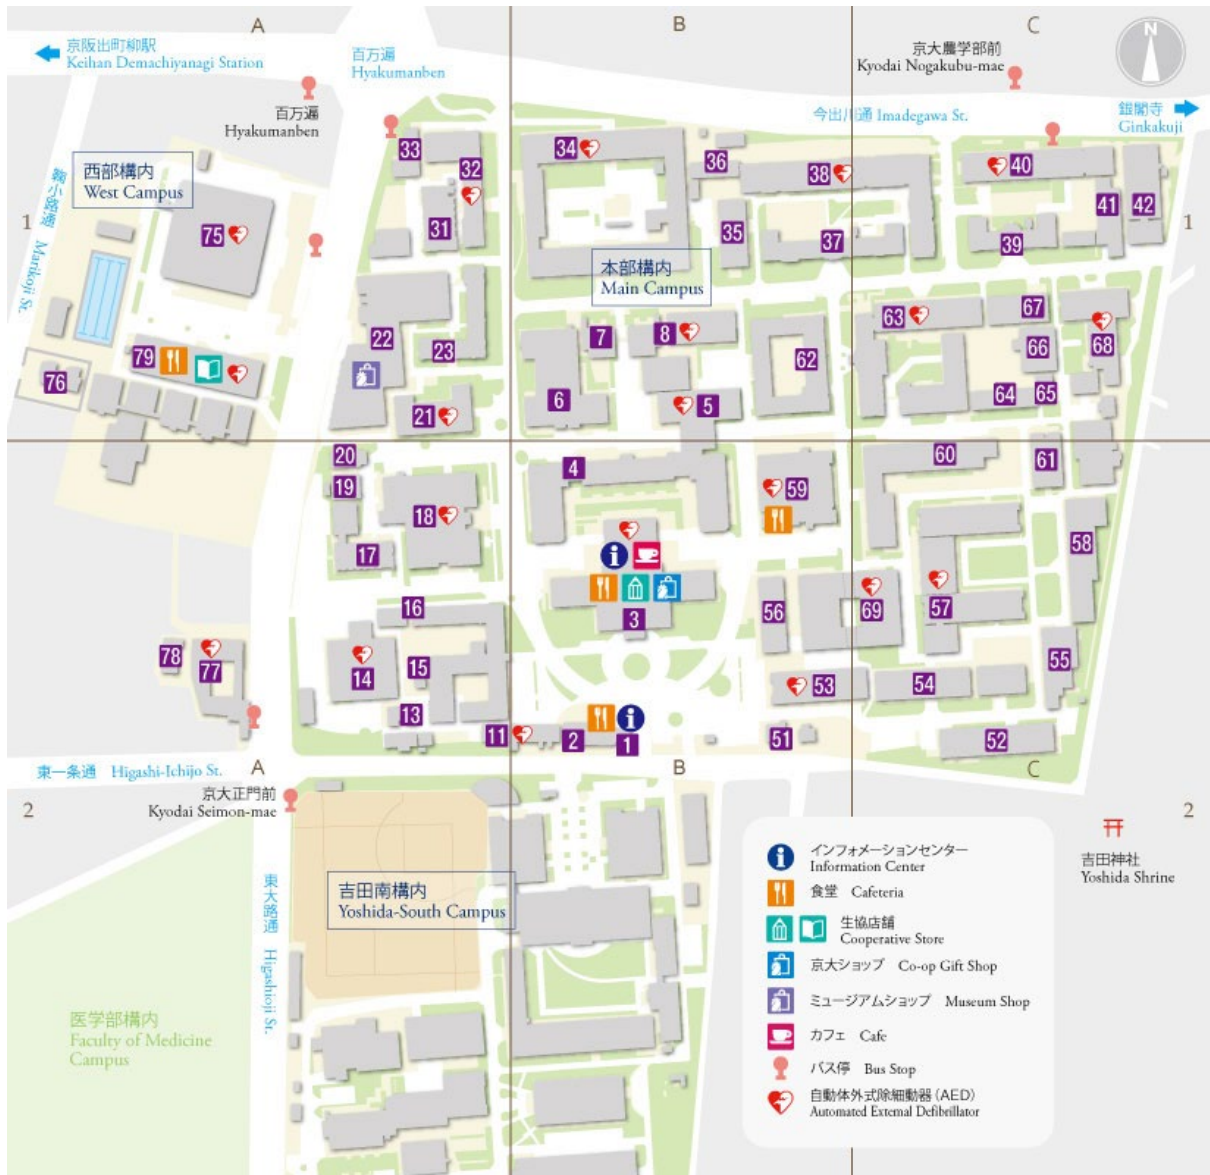 A
B
C
N
京阪出町柳駅
Keihan Demachiyanagi Station
百万遍
Hyakumanben
京大農学部前
Kyodai Nogakubu-mae
百万遍
Hyakumanben
今出川通 Imadegawa St.
銀閣寺
Ginkakuji
西部構内
West Campus
鞠小路通 Marikoji St.
1
1
33
32
31
34
36
38
35
37
40
41
42
39
75
本部構内
Main Campus
22
23
21
7
8
6
5
62
63
67
66
68
64
65
79
76
20
19
18
17
4
59
60
61
58
16
15
14
13
3
56
69
57
55
78
77
11
2
1
53
54
51
52
東一条通 Higashi-Ichijo St.
A
B
C
2
2
京大正門前
Kyodai Seimon-mae
吉田南構内
Yoshida-South Campus
東大路通 Higashioji St.
医学部構内
Faculty of Medicine
Campus
吉田神社
Yoshida Shrine
インフォメーションセンター
Information Center
食堂 Cafeteria
生協店舗
Cooperative Store
京大ショップ Co-op Gift Shop
ミュージアムショップ Museum Shop
カフェ Cafe
バス停 Bus Stop
自動体外式除細動器(AED)
Automated External Defibrillator